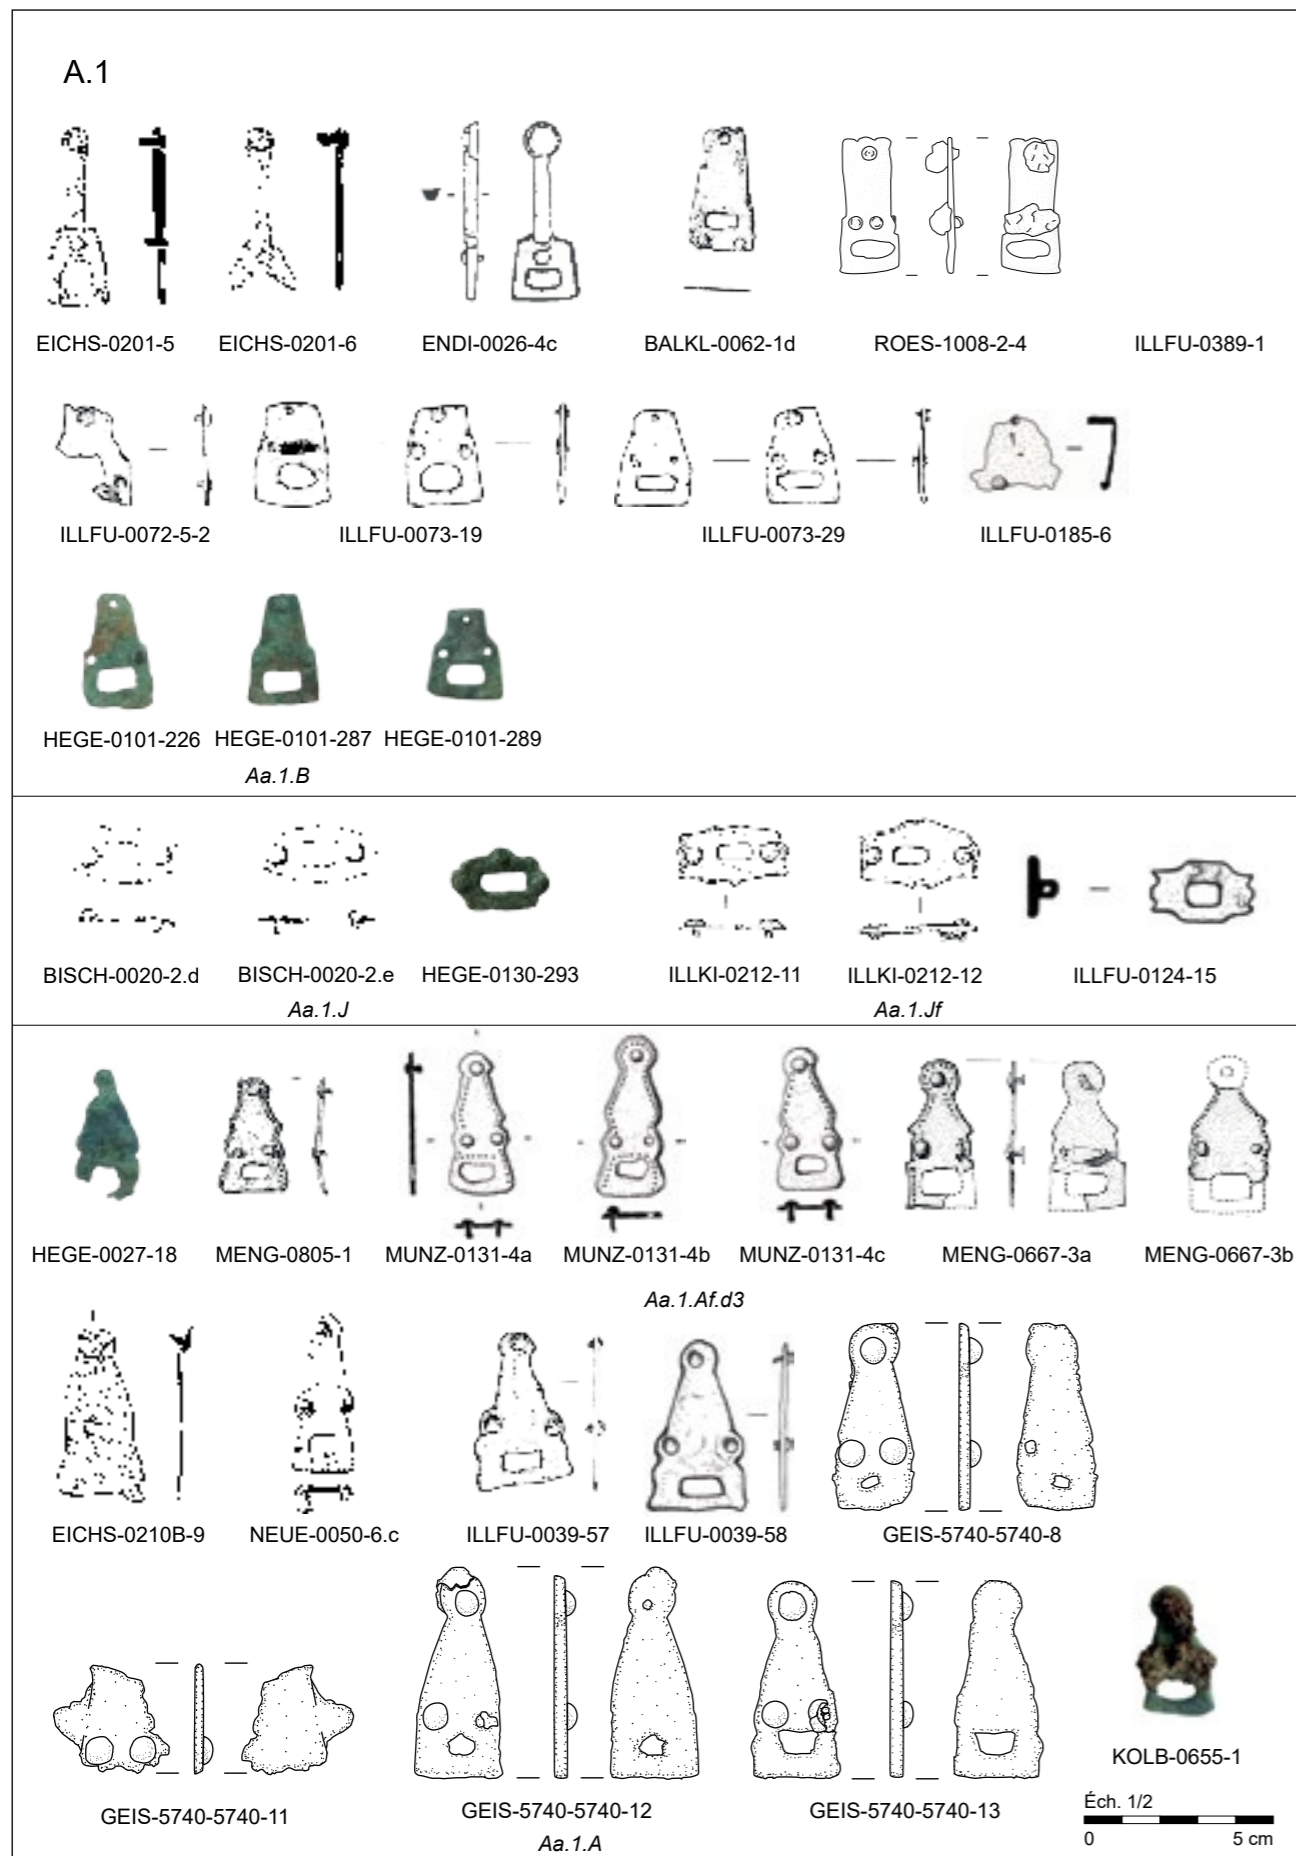 A.1
EICHS-0201-5 EICHS-0201-6 ENDI-0026-4c BALKL-0062-1d ROES-1008-2-4 ILLFU-0389-1
ILLFU-0072-5-2 ILLFU-0073-19 ILLFU-0073-29 ILLFU-0185-6
HEGE-0101-226 HEGE-0101-287 HEGE-0101-289
Aa.1.B
BISCH-0020-2.d BISCH-0020-2.e HEGE-0130-293 ILLKI-0212-11 ILLKI-0212-12 ILLFU-0124-15
Aa.1.J Aa.1.Jf
HEGE-0027-18 MENG-0805-1 MUNZ-0131-4a MUNZ-0131-4b MUNZ-0131-4c MENG-0667-3a MENG-0667-3b
Aa.1.Af.d3
EICHS-0210B-9 NEUE-0050-6.c ILLFU-0039-57 ILLFU-0039-58 GEIS-5740-5740-8
GEIS-5740-5740-11 GEIS-5740-5740-12 GEIS-5740-5740-13 KOLB-0655-1
Aa.1.A
Éch. 1/2
0 5 cm